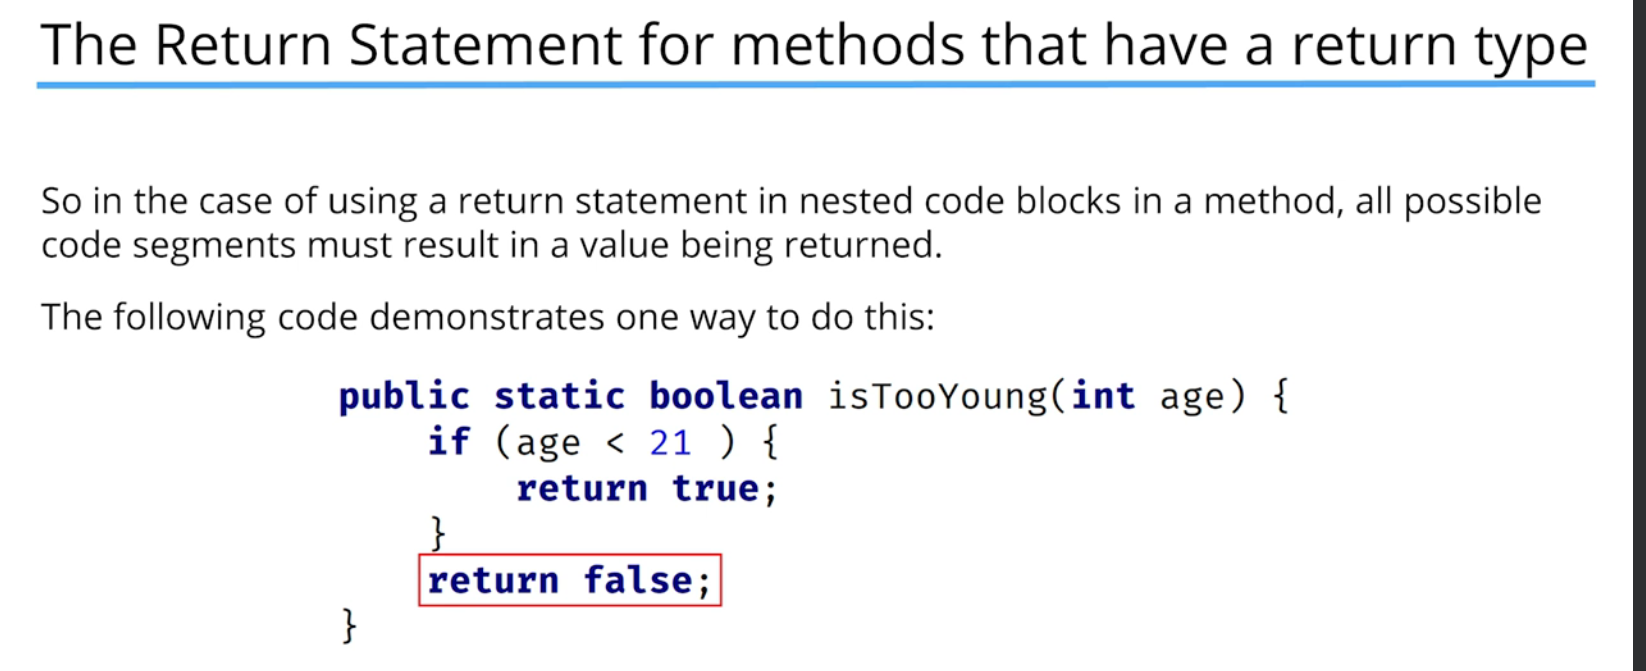 The Return Statement for methods that have a return type
So in the case of using a return statement in nested code blocks in a method, all possible
code segments must result in a value being returned.
The following code demonstrates one way to do this:
public static boolean isTooYoung(int age) {
    if (age < 21 ) {
        return true;
    }
    return false;
}